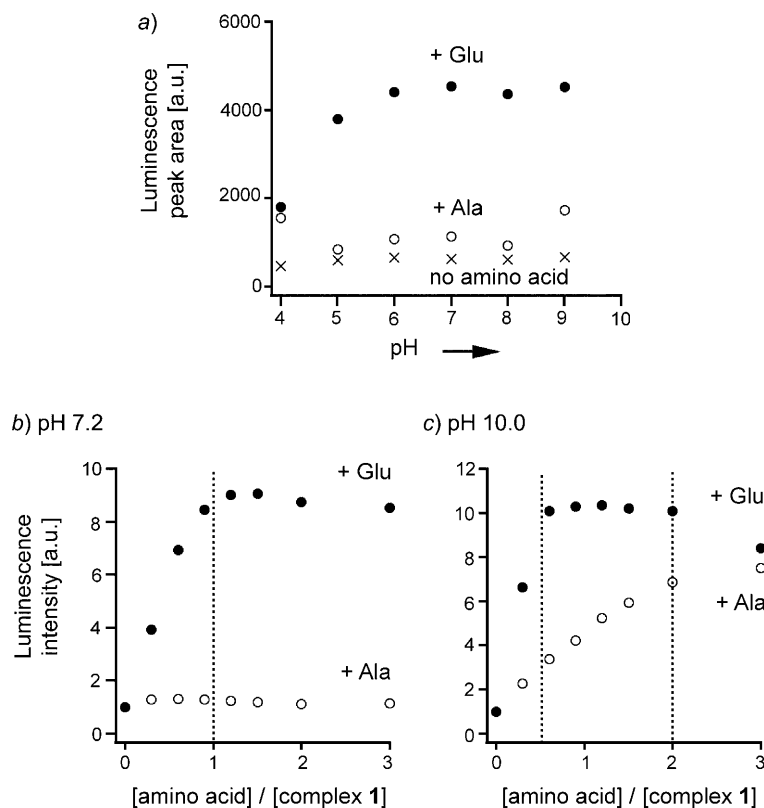 a)
6000
4000
2000
0
Luminescence
peak area [a.u.]
+ Glu
+ Ala
no amino acid
4 5 6 7 8 9 10
pH
b) pH 7.2
10
8
6
4
2
0
Luminescence
intensity [a.u.]
+ Glu
+ Ala
0 1 2 3
[amino acid] / [complex 1]
c) pH 10.0
12
10
8
6
4
2
0
+ Glu
+ Ala
0 1 2 3
[amino acid] / [complex 1]